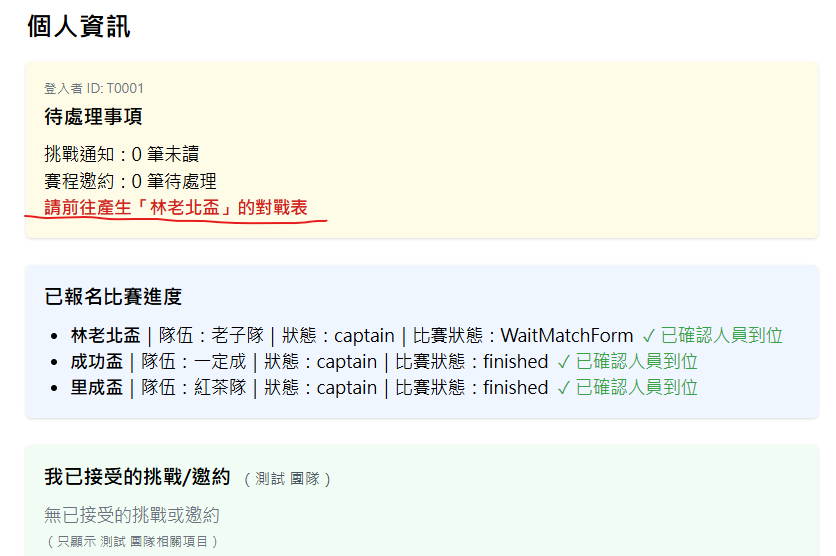 個人資訊
登入者 ID: T0001
待處理事項
挑戰通知：0 筆未讀
賽程邀約：0 筆待處理
請前往產生「林老北盃」的對戰表
已報名比賽進度
• 林老北盃｜隊伍：老子隊｜狀態：captain｜比賽狀態：WaitMatchForm ✓ 已確認人員到位
• 成功盃｜隊伍：一定成｜狀態：captain｜比賽狀態：finished ✓ 已確認人員到位
• 里成盃｜隊伍：紅茶隊｜狀態：captain｜比賽狀態：finished ✓ 已確認人員到位
我已接受的挑戰/邀約 （測試 團隊）
無已接受的挑戰或邀約
（只顯示 測試 團隊相關項目）